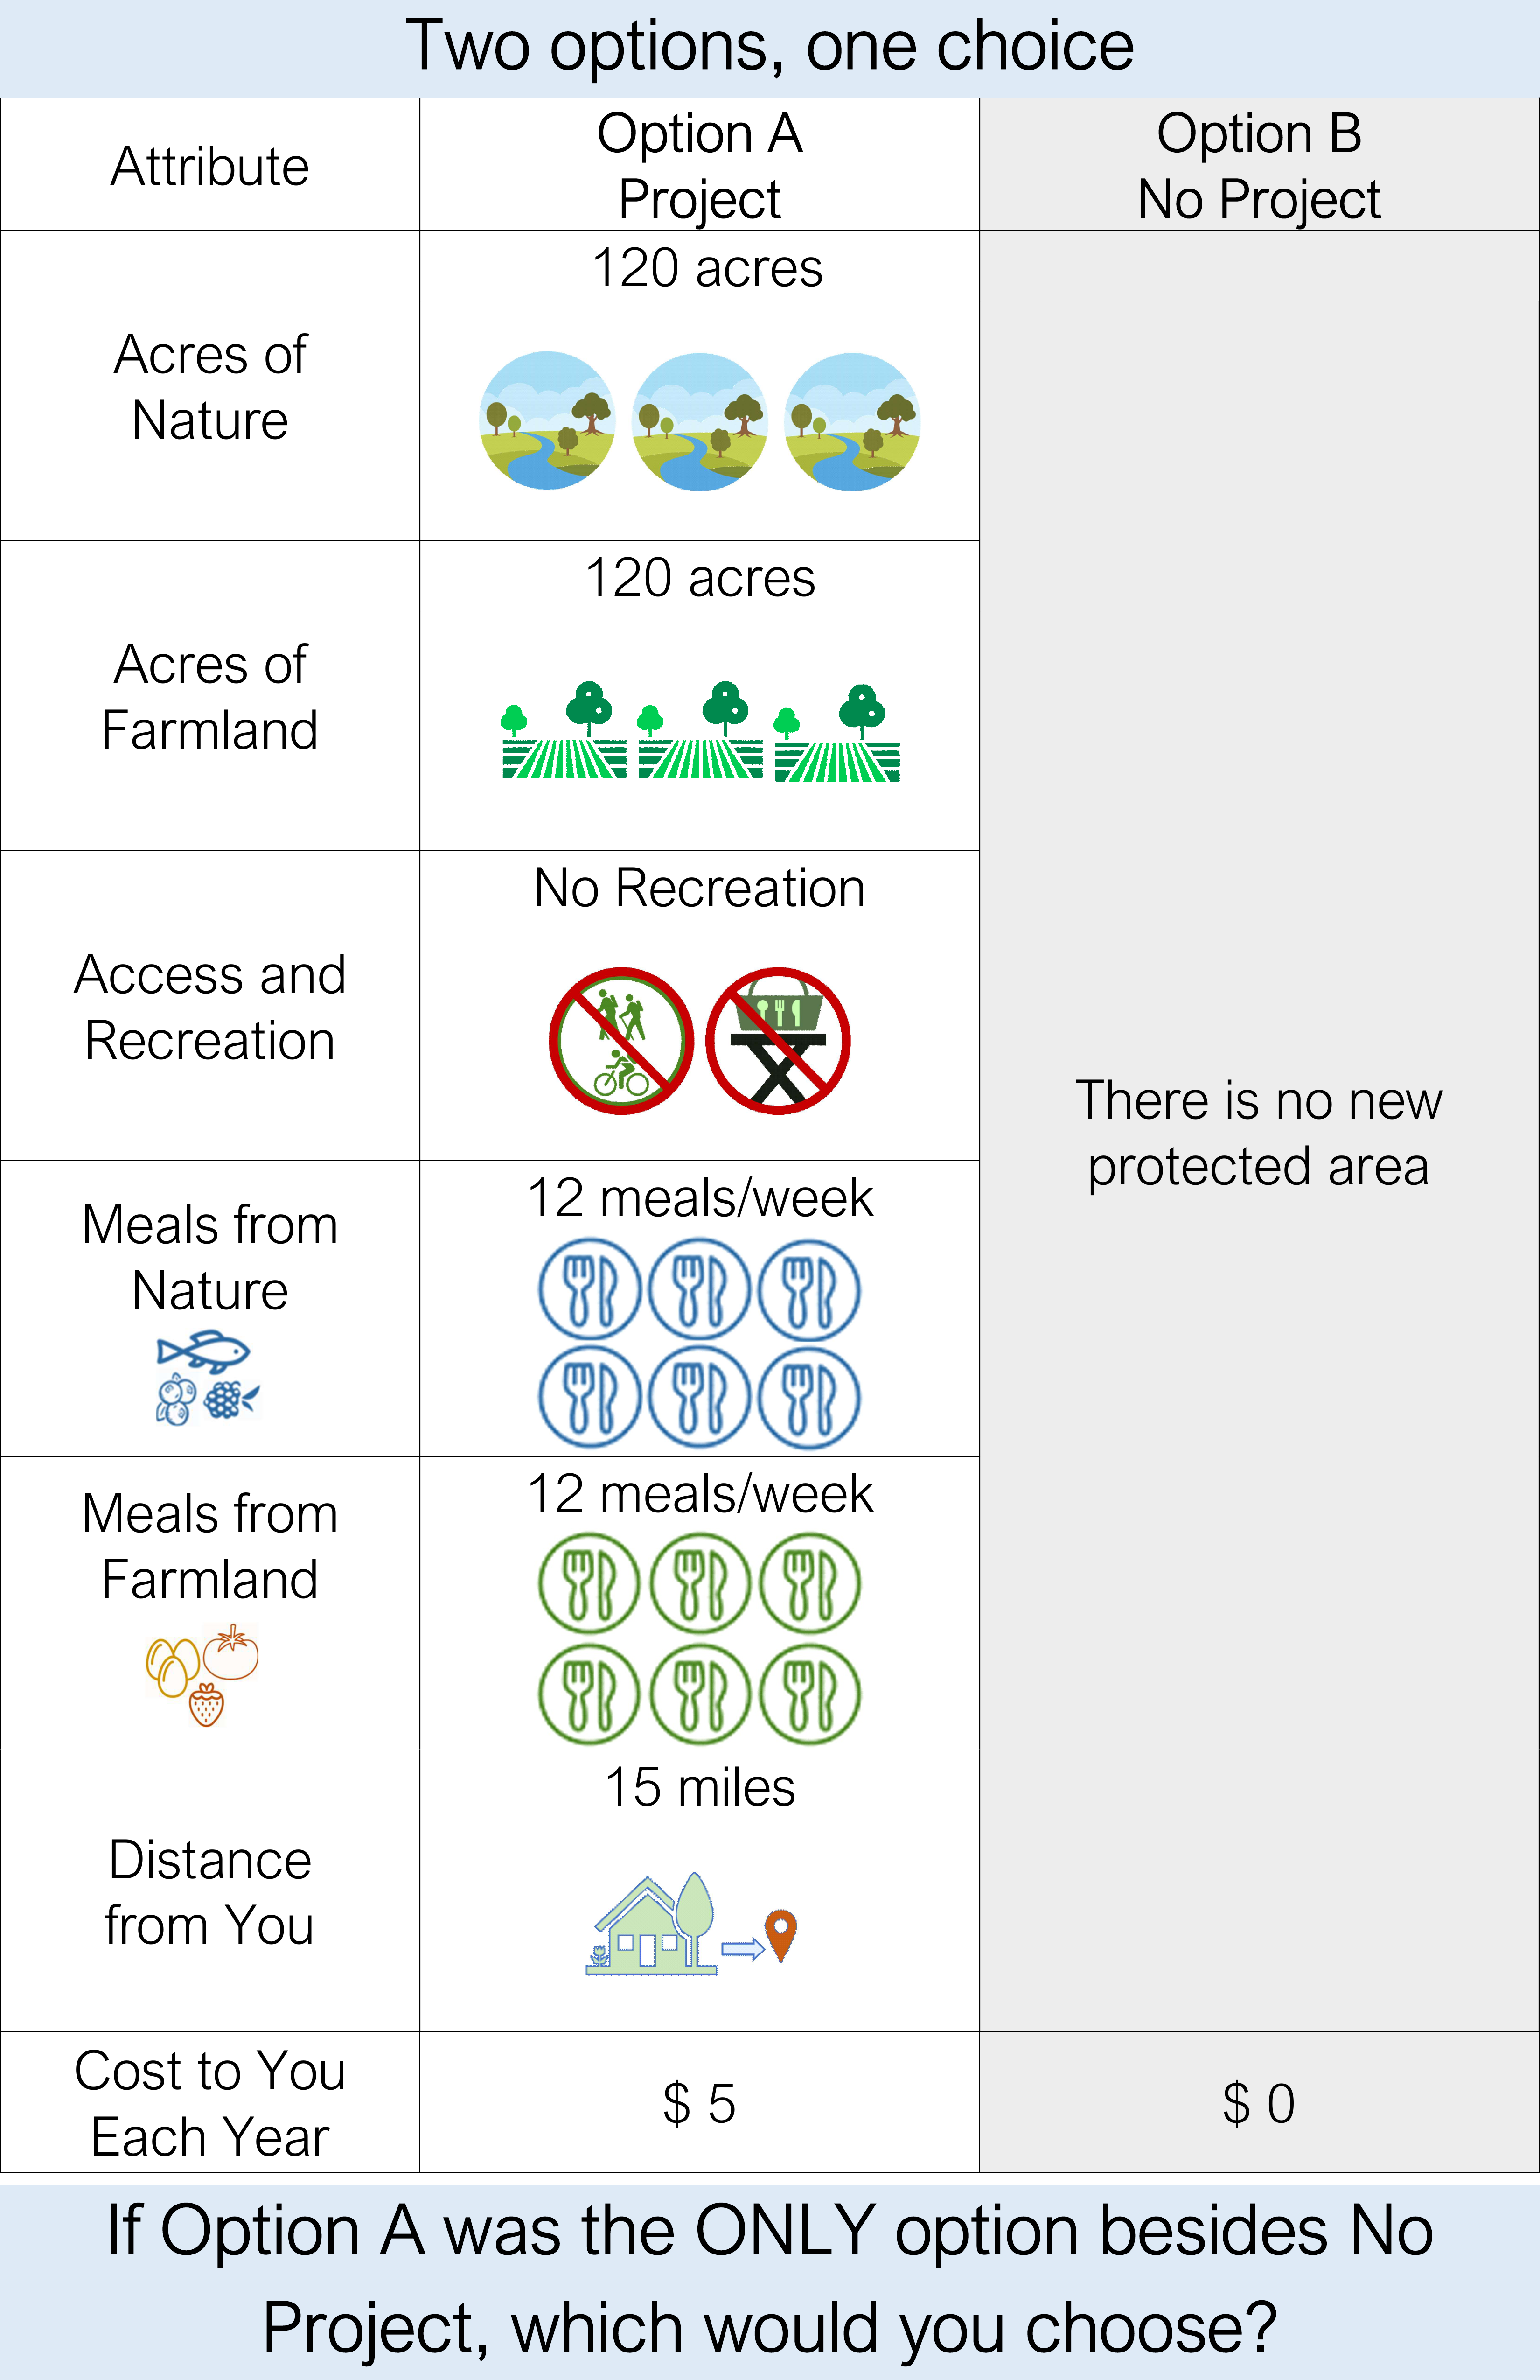 Two options, one choice
Attribute
Option A
Project
Option B
No Project
Acres of
Nature
120 acres
Acres of
Farmland
120 acres
Access and
Recreation
No Recreation
Meals from
Nature
12 meals/week
Meals from
Farmland
12 meals/week
Distance
from You
15 miles
There is no new
protected area
Cost to You
Each Year
$ 5
$ 0
If Option A was the ONLY option besides No
Project, which would you choose?